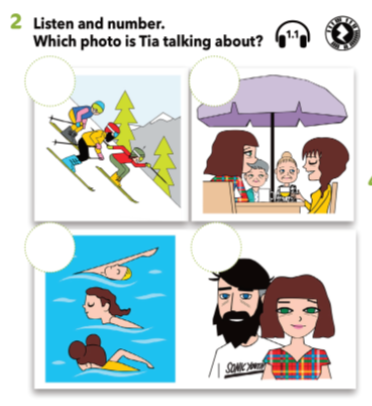 2 Listen and number.
Which photo is Tia talking about? 1.1